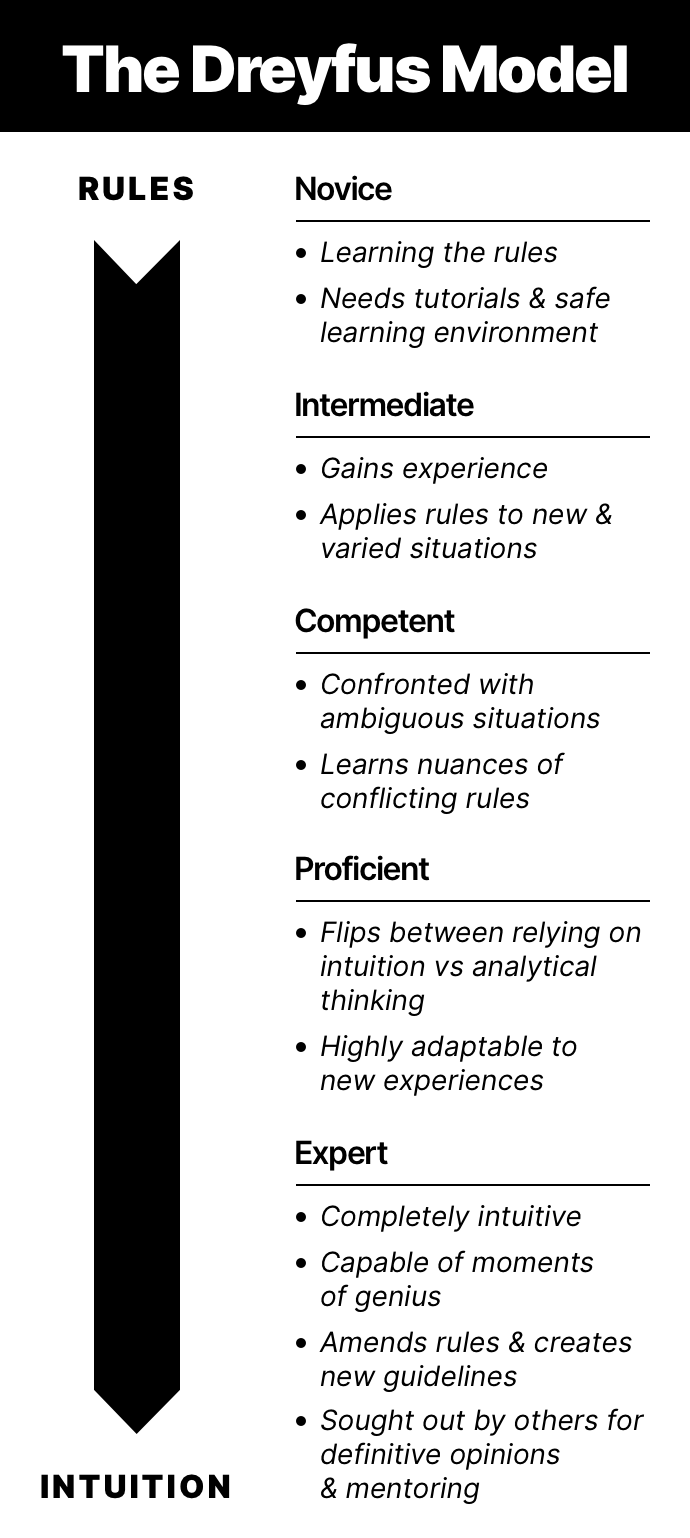 The Dreyfus Model
RULES
Novice
• Learning the rules
• Needs tutorials & safe
learning environment
Intermediate
• Gains experience
• Applies rules to new &
varied situations
Competent
• Confronted with
ambiguous situations
• Learns nuances of
conflicting rules
Proficient
• Flips between relying on
intuition vs analytical
thinking
• Highly adaptable to
new experiences
Expert
• Completely intuitive
• Capable of moments
of genius
• Amends rules & creates
new guidelines
• Sought out by others for
definitive opinions
& mentoring
INTUITION